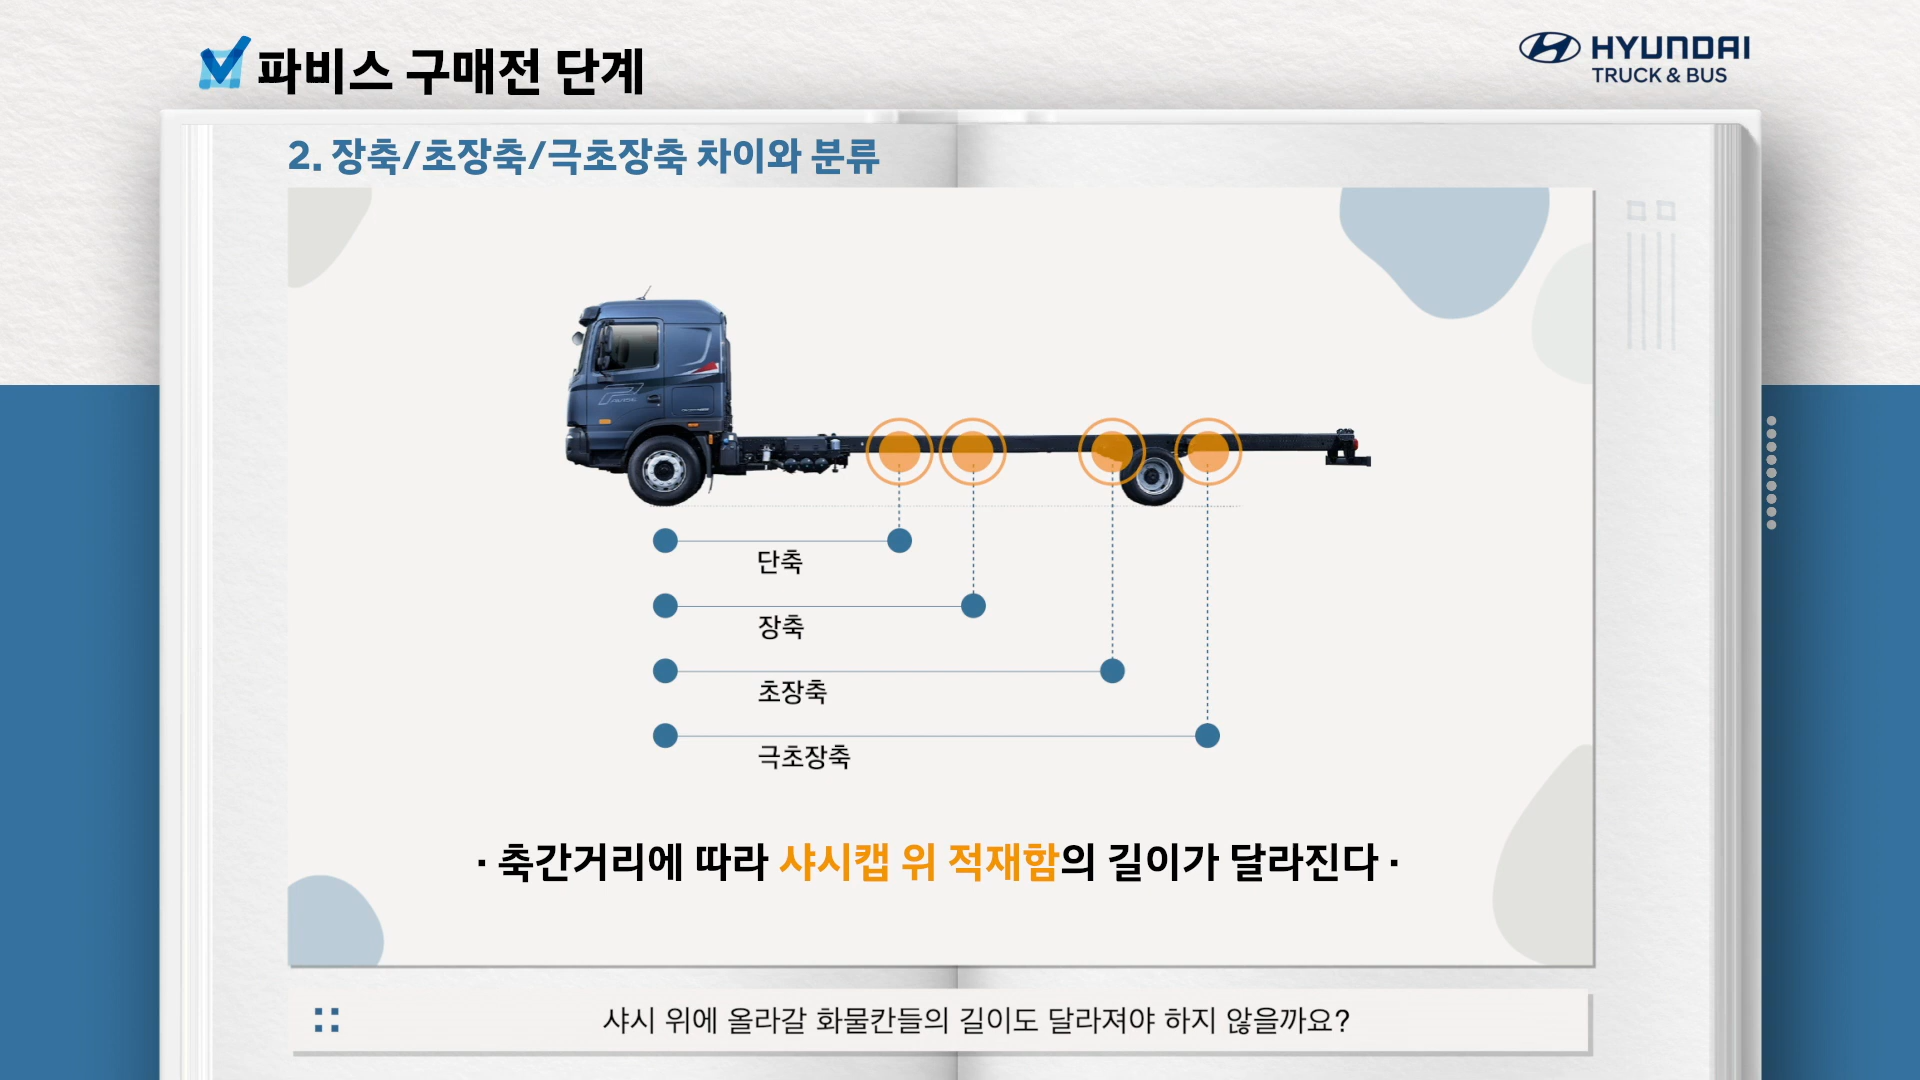 파비스 구매전 단계
HYUNDAI
TRUCK & BUS
2. 장축/초장축/극초장축 차이와 분류
단축
장축
초장축
극초장축
· 축간거리에 따라 샤시캡 위 적재함의 길이가 달라진다 ·
샤시 위에 올라갈 화물칸들의 길이도 달라져야 하지 않을까요?